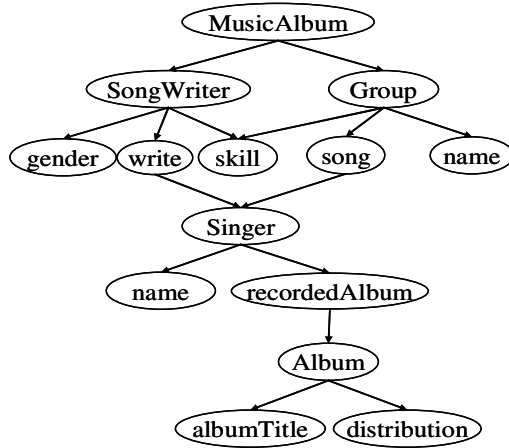 MusicAlbum
SongWriter Group
gender write skill song name
Singer
name recordedAlbum
Album
albumTitle distribution